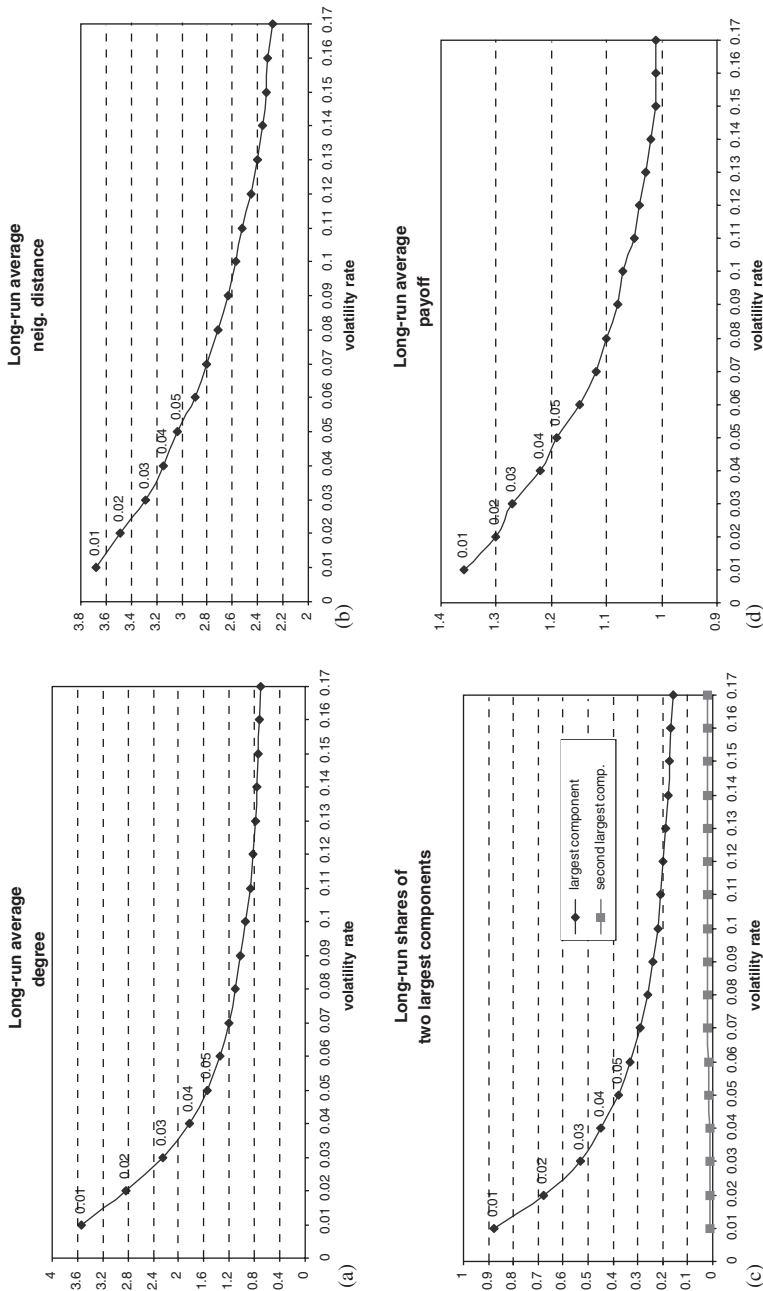 Long-run average
degree
4
3.6
3.2
2.8
2.4
2
1.6
1.2
0.8
0.4
0
0.01
0.02
0.03
0.04
0.05
0 0.01 0.02 0.03 0.04 0.05 0.06 0.07 0.08 0.09 0.1 0.11 0.12 0.13 0.14 0.15 0.16 0.17
volatility rate
(a)
Long-run average
neig. distance
3.8
3.6
3.4
3.2
3
2.8
2.6
2.4
2.2
2
0.01
0.02
0.03
0.04
0.05
0 0.01 0.02 0.03 0.04 0.05 0.06 0.07 0.08 0.09 0.1 0.11 0.12 0.13 0.14 0.15 0.16 0.17
volatility rate
(b)
Long-run shares of
two largest components
1
0.9
0.8
0.7
0.6
0.5
0.4
0.3
0.2
0.1
0
0.01
0.02
0.03
0.04
0.05
largest component
second largest comp.
0 0.01 0.02 0.03 0.04 0.05 0.06 0.07 0.08 0.09 0.1 0.11 0.12 0.13 0.14 0.15 0.16 0.17
volatility rate
(c)
Long-run average
payoff
1.4
1.3
1.2
1.1
1
0.9
0.01
0.02
0.03
0.04
0.05
0 0.01 0.02 0.03 0.04 0.05 0.06 0.07 0.08 0.09 0.1 0.11 0.12 0.13 0.14 0.15 0.16 0.17
volatility rate
(d)